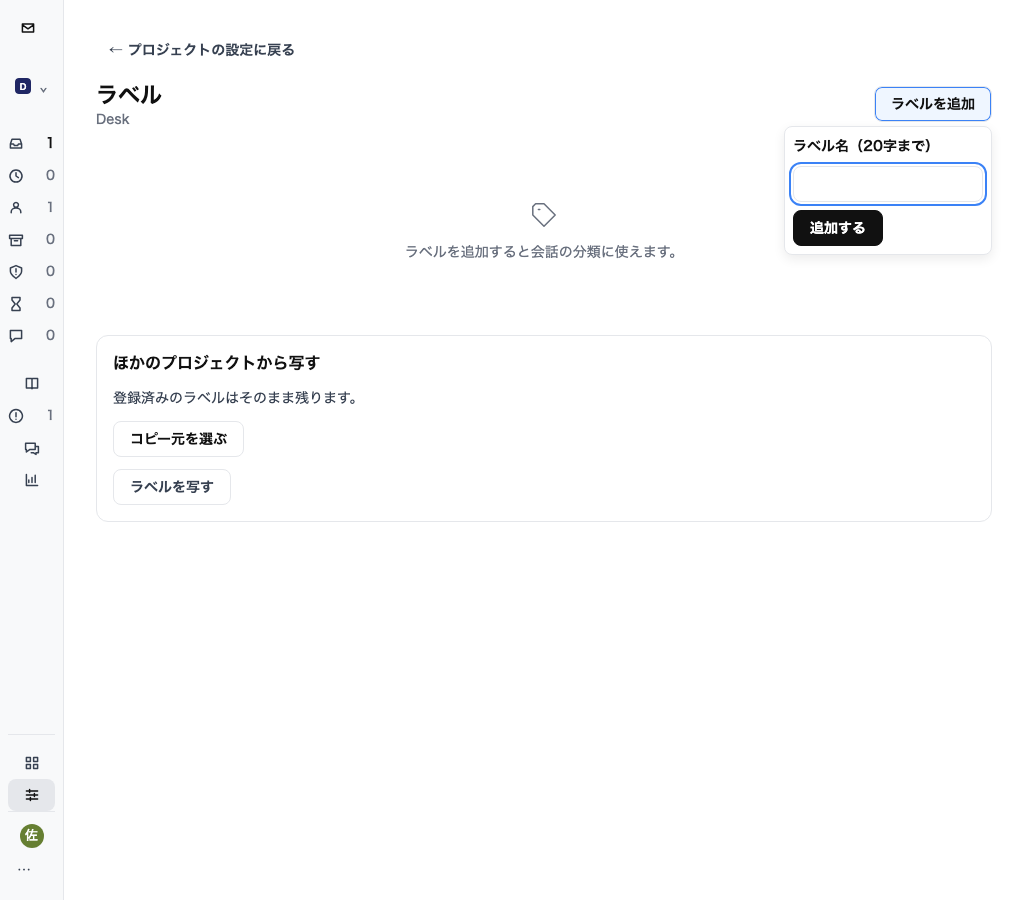 D
1
0
1
0
0
0
0
1
佐
← プロジェクトの設定に戻る
ラベル
Desk
ラベルを追加
ラベル名（20字まで）
追加する
ラベルを追加すると会話の分類に使えます。
ほかのプロジェクトから写す
登録済みのラベルはそのまま残ります。
コピー元を選ぶ
ラベルを写す